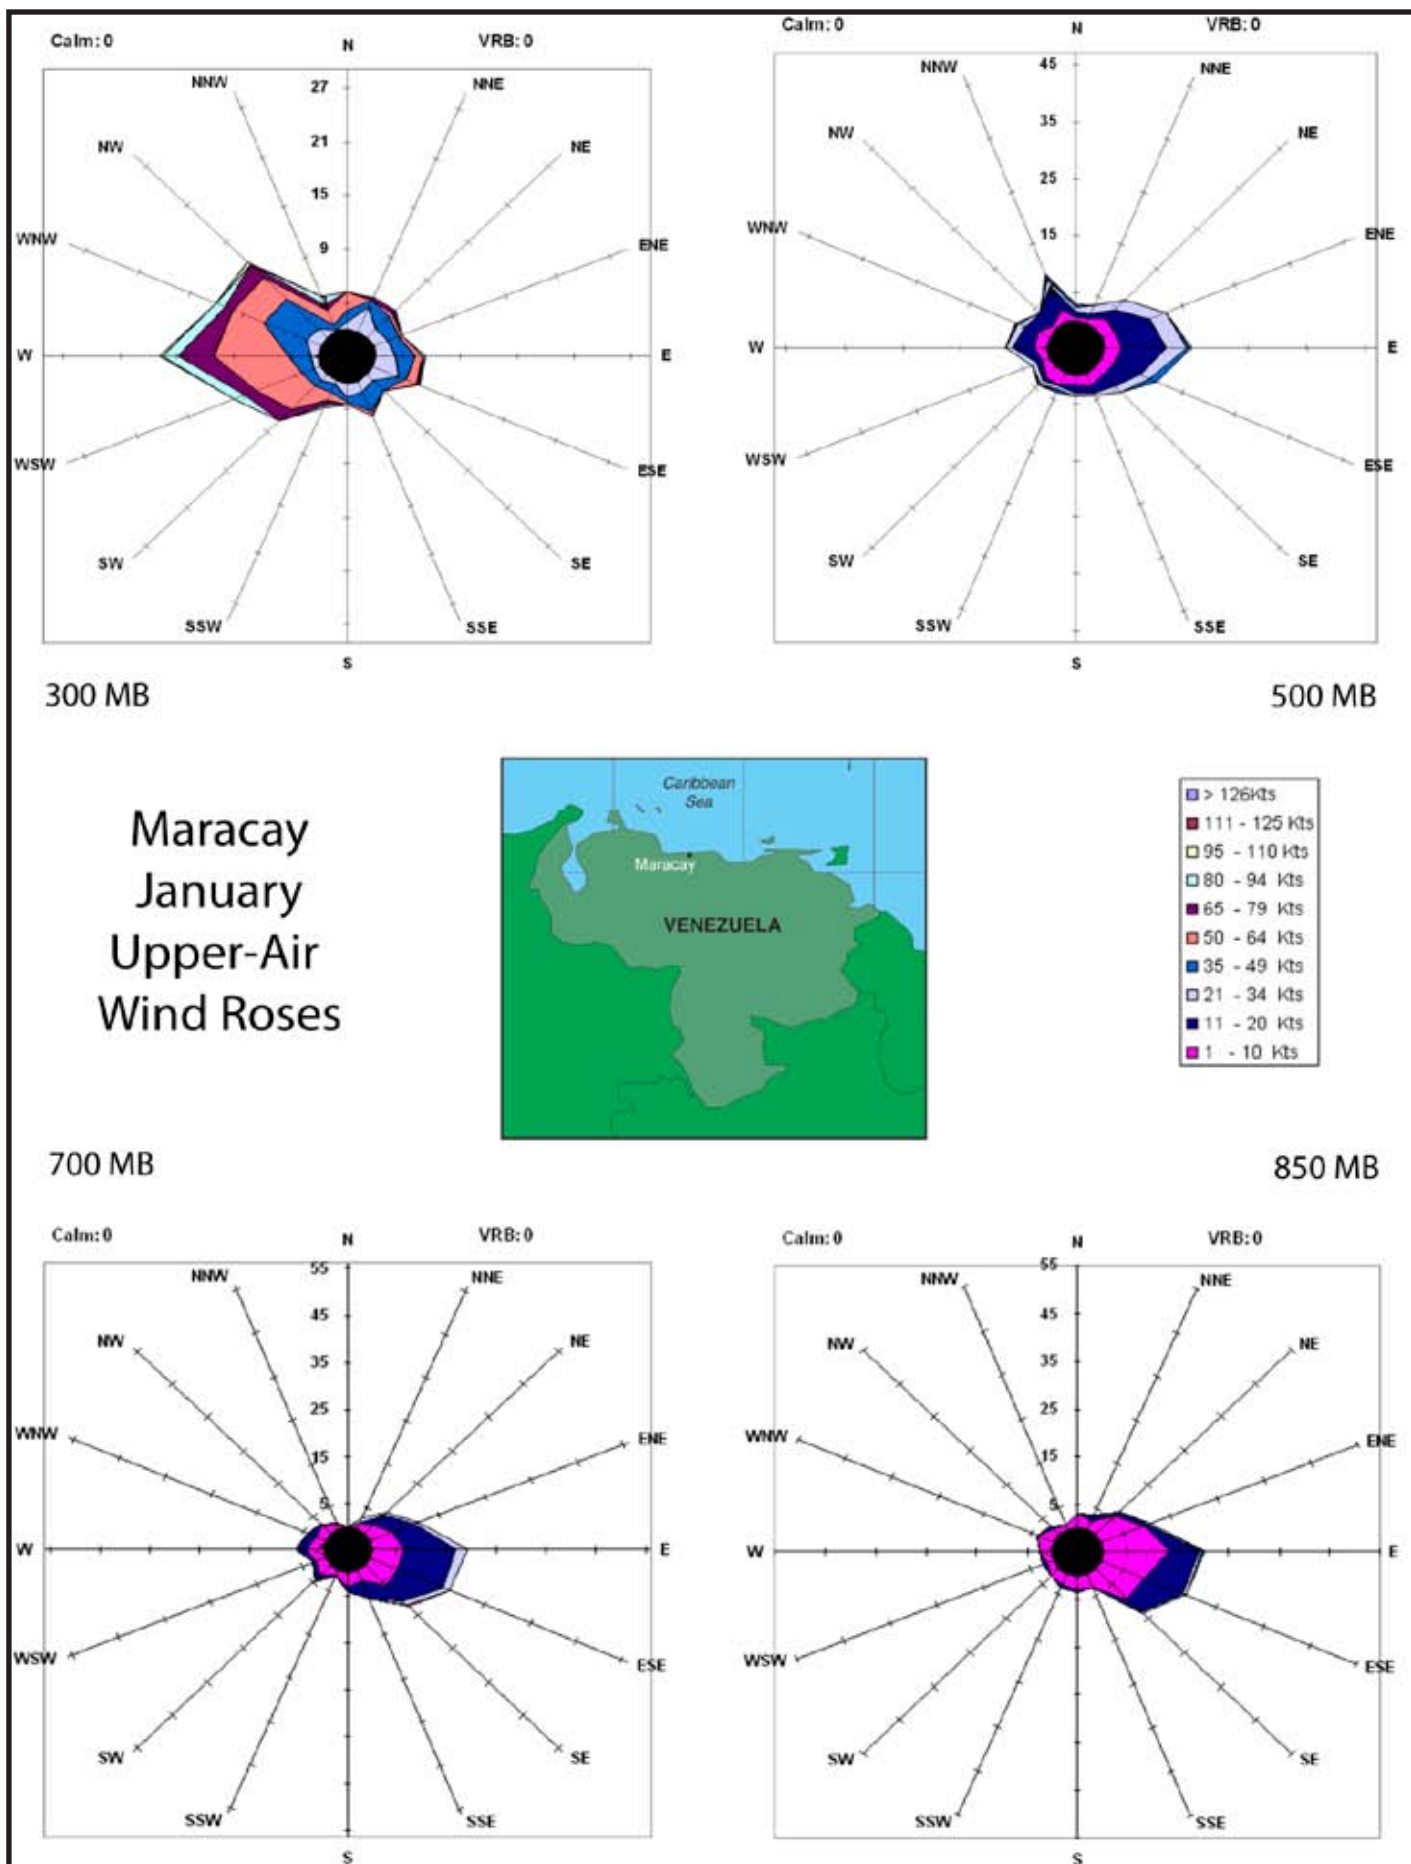 Calm: 0
N
VRB: 0
NNW
27
NNE
NW
21
NE
15
WNW
9
ENE
W
E
WSW
ESE
SW
SE
SSW
SSE
S
300 MB
Calm: 0
N
VRB: 0
NNW
45
NNE
NW
35
NE
25
WNW
15
ENE
W
E
WSW
ESE
SW
SE
SSW
SSE
S
500 MB
Maracay
January
Upper-Air
Wind Roses
Caribbean
Sea
Maracay
VENEZUELA
> 126Kts
111 - 125 Kts
95 - 110 Kts
80 - 94 Kts
65 - 79 Kts
50 - 64 Kts
35 - 49 Kts
21 - 34 Kts
11 - 20 Kts
1 - 10 Kts
700 MB
Calm: 0
N
VRB: 0
NNW
55
NNE
NW
45
NE
35
WNW
25
ENE
15
5
W
E
WSW
ESE
SW
SE
SSW
SSE
S
850 MB
Calm: 0
N
VRB: 0
NNW
55
NNE
NW
45
NE
35
WNW
25
ENE
15
5
W
E
WSW
ESE
SW
SE
SSW
SSE
S